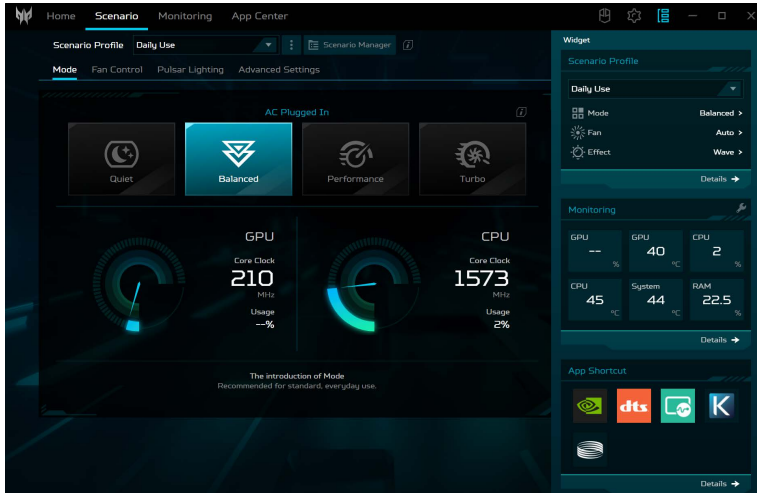 Home Scenario Monitoring App Center
Scenario Profile Daily Use Scenario Manager
Mode Fan Control Pulsar Lighting Advanced Settings
AC Plugged In
Quiet Balanced Performance Turbo
GPU
Core Clock
210
MHz
Usage
--%
CPU
Core Clock
1573
MHz
Usage
2%
The introduction of Mode
Recommended for standard, everyday use.
Widget
Scenario Profile
Daily Use
Mode Balanced >
Fan Auto >
Effect Wave >
Details →
Monitoring
GPU
--
%
GPU
40
°C
CPU
2
%
CPU
45
°C
System
44
°C
RAM
22.5
%
Details →
App Shortcut
dts
K
Details →